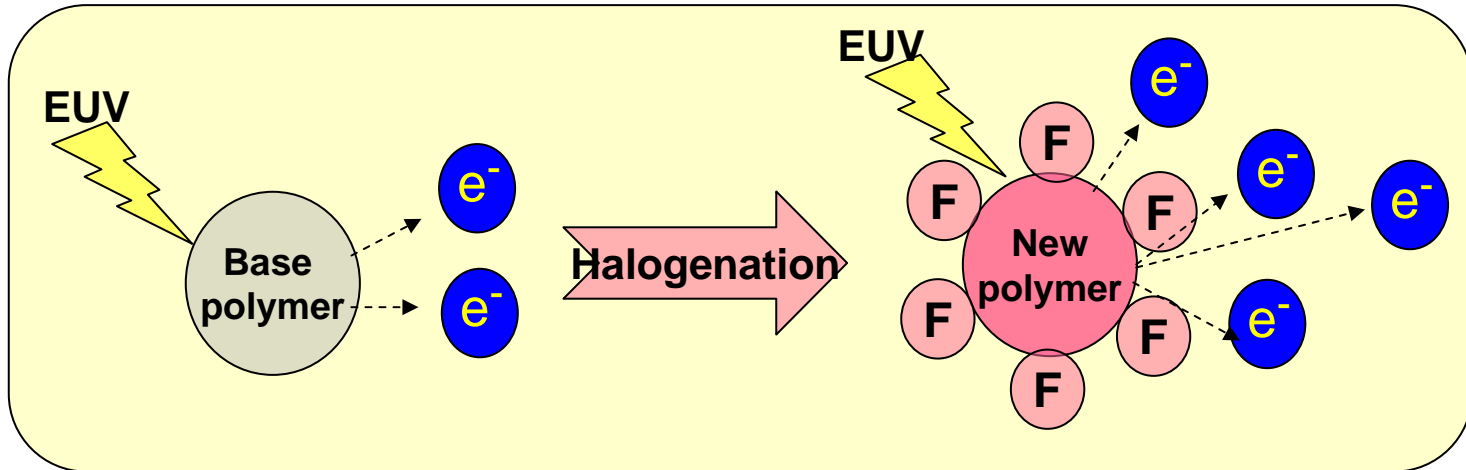 EUV
Base
polymer
e-
e-
Halogenation
EUV
New
polymer
F
F
F
F
F
F
e-
e-
e-
e-